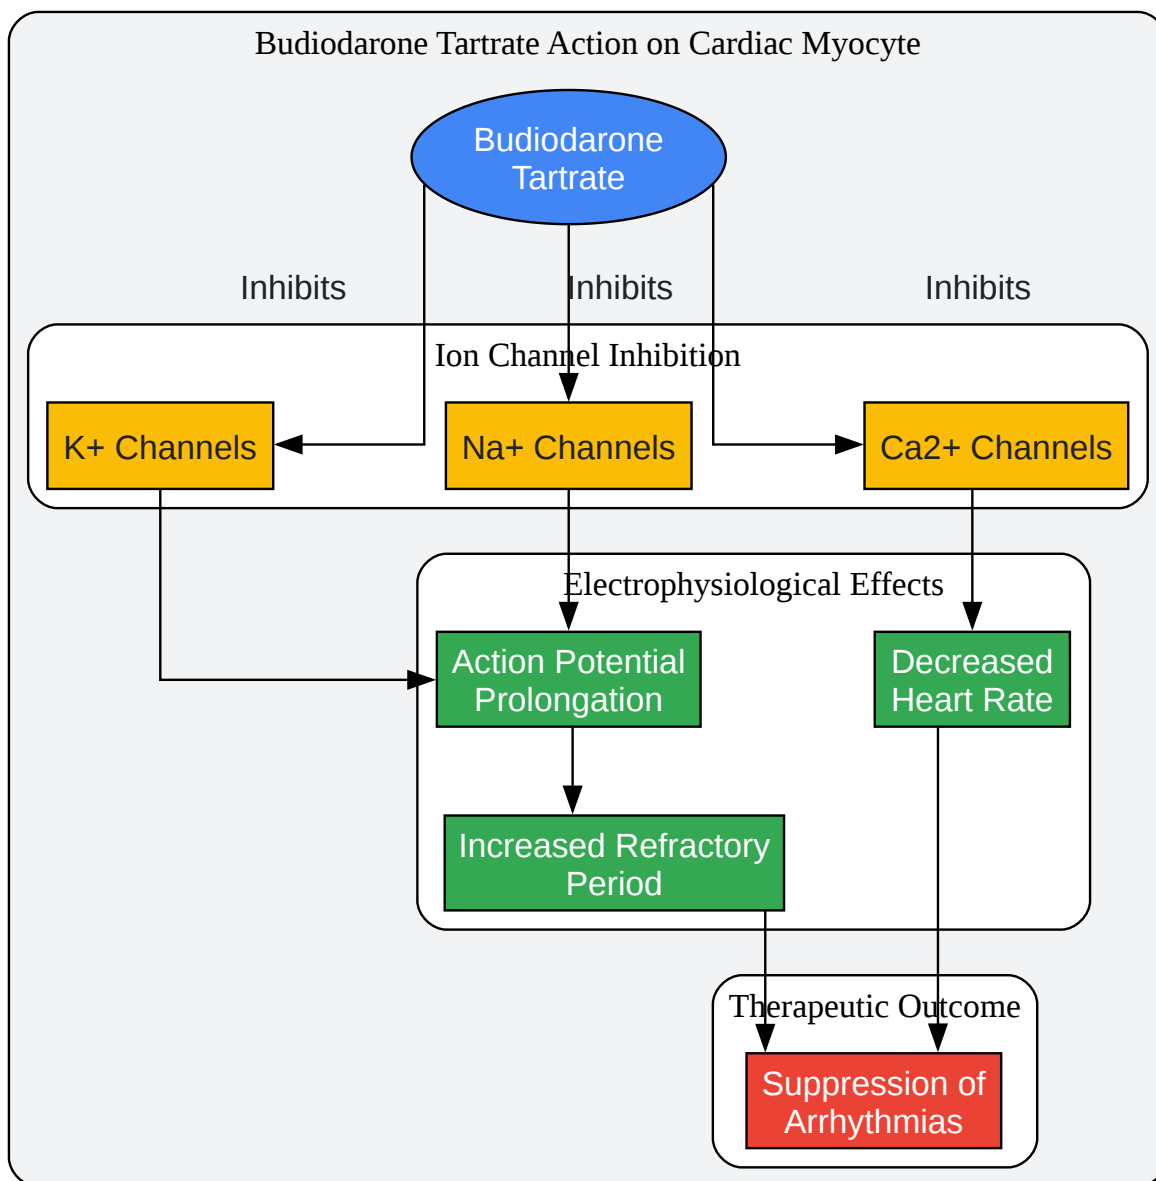 Budiodarone Tartrate Action on Cardiac Myocyte
Budiodarone
Tartrate
Inhibits
Inhibits
Inhibits
Ion Channel Inhibition
K+ Channels
Na+ Channels
Ca2+ Channels
Electrophysiological Effects
Action Potential
Prolongation
Decreased
Heart Rate
Increased Refractory
Period
Therapeutic Outcome
Suppression of
Arrhythmias